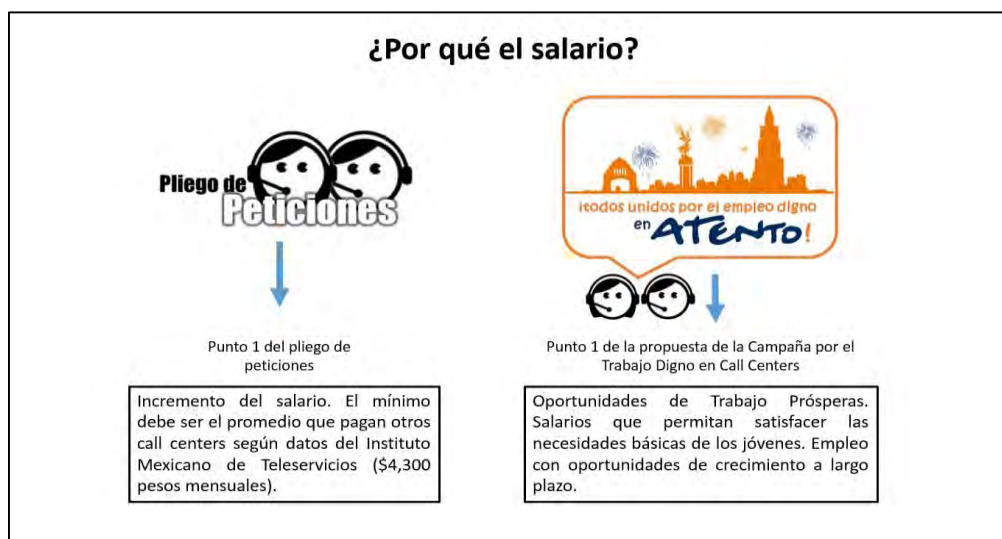 ¿Por qué el salario?
Pliego de
Peticiones
¡todos unidos por el empleo digno
en ATENTO!
Punto 1 del pliego de
peticiones
Incremento del salario. El mínimo
debe ser el promedio que pagan otros
call centers según datos del Instituto
Mexicano de Teleservicios ($4,300
pesos mensuales).
Punto 1 de la propuesta de la Campaña por el
Trabajo Digno en Call Centers
Oportunidades de Trabajo Prósperas.
Salarios que permitan satisfacer las
necesidades básicas de los jóvenes. Empleo
con oportunidades de crecimiento a largo
plazo.